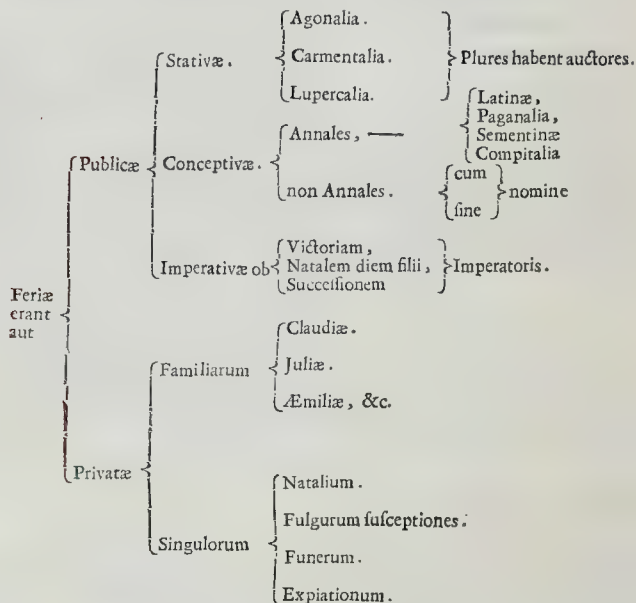 Agonalia.
Stativæ. Carmentalia. Plures habent auctores.
Lupercalia.
Latinæ,
Annales, — Paganalia,
Sementinæ
Publicæ Conceptivæ. Compitalia
non Annales. cum
ſine nomine
Victoriam,
Imperativæ ob Natalem diem filii, Imperatoris.
Succeſſionem
Feriæ
erant
aut
Claudiæ.
Familiarum Juliæ.
Æmiliæ, &c.
Privatæ
Natalium.
Fulgurum ſuſceptiones.
Singulorum Funerum.
Expiationum.